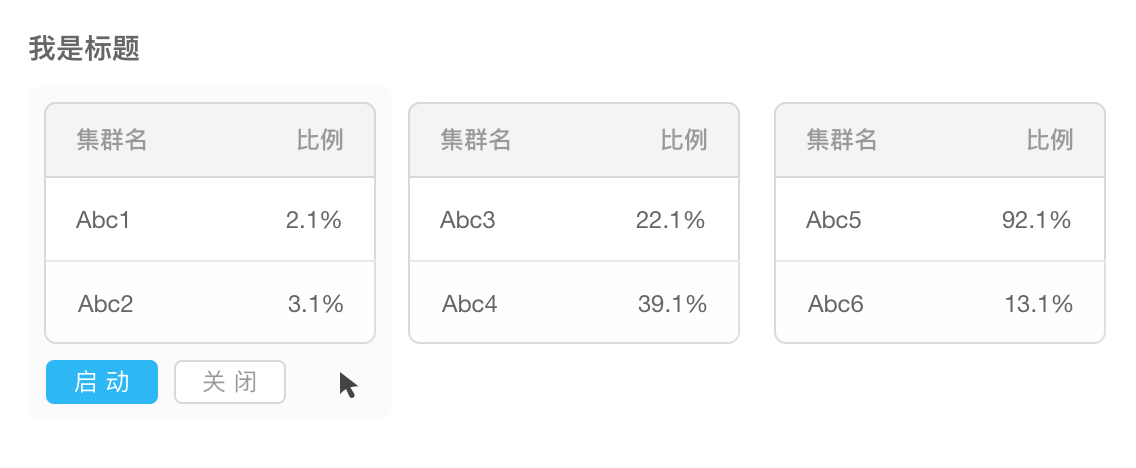 我是标题
集群名 比例 集群名 比例 集群名 比例
Abc1 2.1% Abc3 22.1% Abc5 92.1%
Abc2 3.1% Abc4 39.1% Abc6 13.1%
启动 关闭